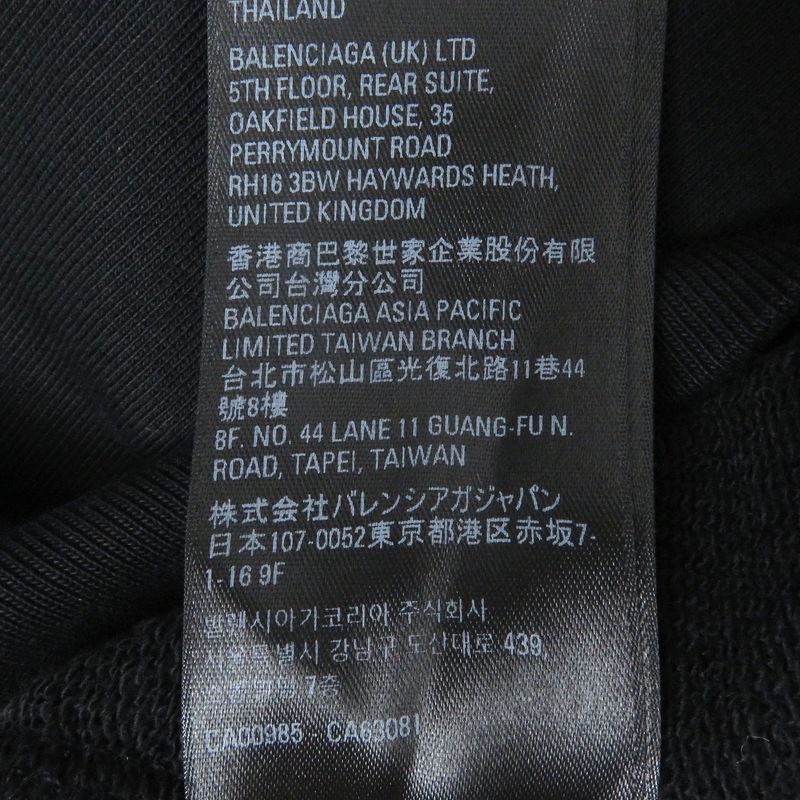 THAILAND
BALENCIAGA (UK) LTD
5TH FLOOR, REAR SUITE,
OAKFIELD HOUSE, 35
PERRYMOUNT ROAD
RH16 3BW HAYWARDS HEATH,
UNITED KINGDOM
香港商巴黎世家企業股份有限
公司台灣分公司
BALENCIAGA ASIA PACIFIC
LIMITED TAIWAN BRANCH
台北市松山區光復北路11巷44
號8樓
8F. NO. 44 LANE 11 GUANG-FU N.
ROAD, TAPEI, TAIWAN
株式会社バレンシアガジャパン
日本107-0052東京都港区赤坂7-
1-16 9F
발렌시아가코리아 주식회사
서울특별시 강남구 도산대로 439,
7층
CA00985 - CA63081